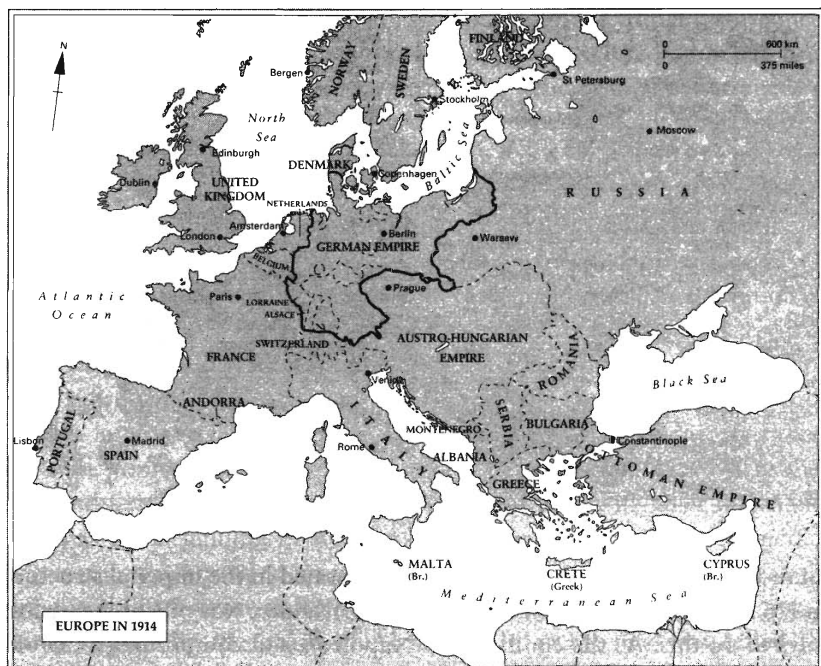 N
FINLAND
0 600 km
0 375 miles
Bergen
NORWAY
SWEDEN
St Petersburg
Stockholm
Moscow
North
Sea
Baltic Sea
Edinburgh
DENMARK
Copenhagen
Dublin
UNITED
KINGDOM
NETHERLANDS
RUSSIA
Amsterdam
London
Berlin
GERMAN EMPIRE
Warsaw
BELGIUM
Atlantic
Ocean
Paris
LORRAINE
ALSACE
Prague
FRANCE
SWITZERLAND
AUSTRO-HUNGARIAN
EMPIRE
ROMANIA
Black Sea
Venice
ANDORRA
ITALY
SERBIA
MONTENEGRO
BULGARIA
PORTUGAL
Lisbon
Madrid
SPAIN
Rome
ALBANIA
Constantinople
OTTOMAN EMPIRE
GREECE
MALTA
(Br.)
CRETE
(Greek)
CYPRUS
(Br.)
Mediterranean Sea
EUROPE IN 1914